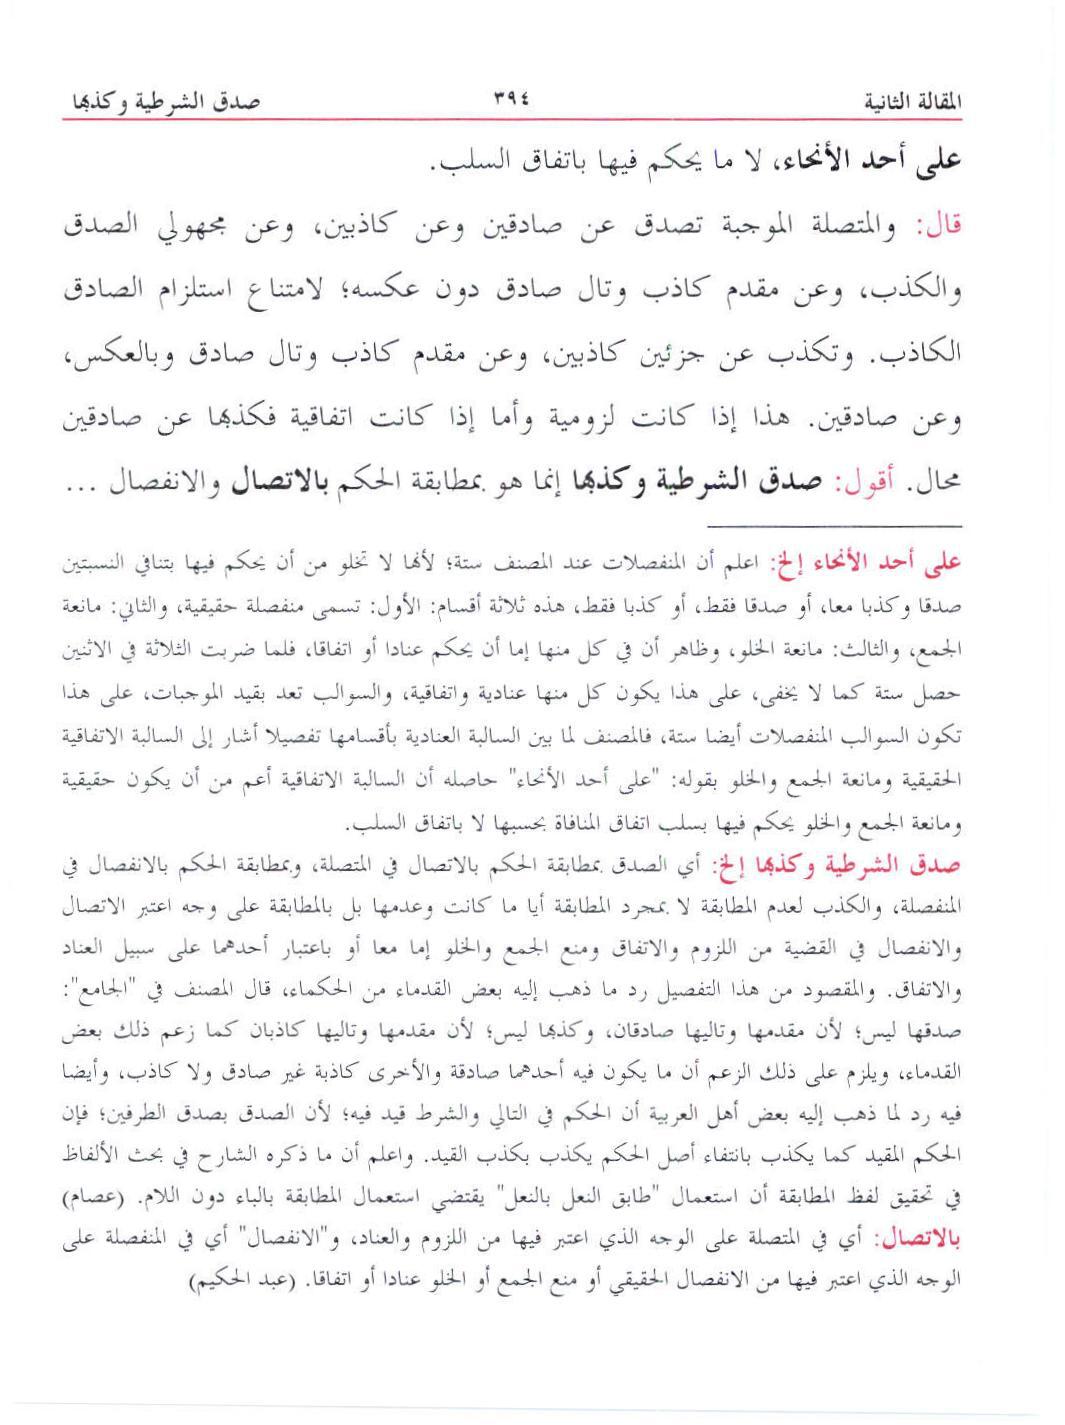 المقالة الثانية ٣٩٤ صدق الشرطية وكذبها
على أحد الأنحاء، لا ما يحكم فيها باتفاق السلب.
قال: والمتصلة الموجبة تصدق عن صادقين وعن كاذبين، وعن مجهولي الصدق
والكذب، وعن مقدم كاذب وتال صادق دون عكسه؛ لامتناع استلزام الصادق
الكاذب. وتكذب عن جزئين كاذبين، وعن مقدم كاذب وتال صادق وبالعكس،
وعن صادقين. هذا إذا كانت لزومية وأما إذا كانت اتفاقية فكذبها عن صادقين
محال. أقول: صدق الشرطية وكذبها إنما هو بمطابقة الحكم بالاتصال والانفصال ...
على أحد الأنحاء إلخ: اعلم أن المنفصلات عند المصنف ستة؛ لأنها لا تخلو من أن يحكم فيها بتنافي النسبتين
صدقا وكذبا معا، أو صدقا فقط، أو كذبا فقط، هذه ثلاثة أقسام: الأول: تسمى منفصلة حقيقية، والثاني: مانعة
الجمع، والثالث: مانعة الخلو، وظاهر أن في كل منها إما أن يحكم عنادا أو اتفاقا، فلما ضربت الثلاثة في الاثنين
حصل ستة كما لا يخفى، على هذا يكون كل منها عنادية واتفاقية، والسوالب تعد بقيد الموجبات، على هذا
تكون السوالب المنفصلات أيضا ستة، فالمصنف لما بين السالبة العنادية بأقسامها تفصيلا أشار إلى السالبة الاتفاقية
الحقيقية ومانعة الجمع والخلو بقوله: "على أحد الأنحاء" حاصله أن السالبة الاتفاقية أعم من أن يكون حقيقية
ومانعة الجمع والخلو يحكم فيها بسلب اتفاق المنافاة بحسبها لا باتفاق السلب.
صدق الشرطية وكذبها إلخ: أي الصدق بمطابقة الحكم بالاتصال في المتصلة، وبمطابقة الحكم بالانفصال في
المنفصلة، والكذب لعدم المطابقة لا بمجرد المطابقة أيا ما كانت وعدمها بل بالمطابقة على وجه اعتبر الاتصال
والانفصال في القضية من اللزوم والاتفاق ومنع الجمع والخلو إما معا أو باعتبار أحدهما على سبيل العناد
والاتفاق. والمقصود من هذا التفصيل رد ما ذهب إليه بعض القدماء من الحكماء، قال المصنف في "الجامع":
صدقها ليس؛ لأن مقدمها وتاليها صادقان، وكذبها ليس؛ لأن مقدمها وتاليها كاذبان كما زعم ذلك بعض
القدماء، ويلزم على ذلك الزعم أن ما يكون فيه أحدهما صادقة والأخرى كاذبة غير صادق ولا كاذب، وأيضا
فيه رد لما ذهب إليه بعض أهل العربية أن الحكم في التالي والشرط قيد فيه؛ لأن الصدق بصدق الطرفين؛ فإن
الحكم المقيد كما يكذب بانتفاء أصل الحكم يكذب بكذب القيد. واعلم أن ما ذكره الشارح في بحث الألفاظ
في تحقيق لفظ المطابقة أن استعمال "طابق النعل بالنعل" يقتضي استعمال المطابقة بالباء دون اللام. (عصام)
بالاتصال: أي في المتصلة على الوجه الذي اعتبر فيها من اللزوم والعناد، و"الانفصال" أي في المنفصلة على
الوجه الذي اعتبر فيها من الانفصال الحقيقي أو منع الجمع أو الخلو عنادا أو اتفاقا. (عبد الحكيم)